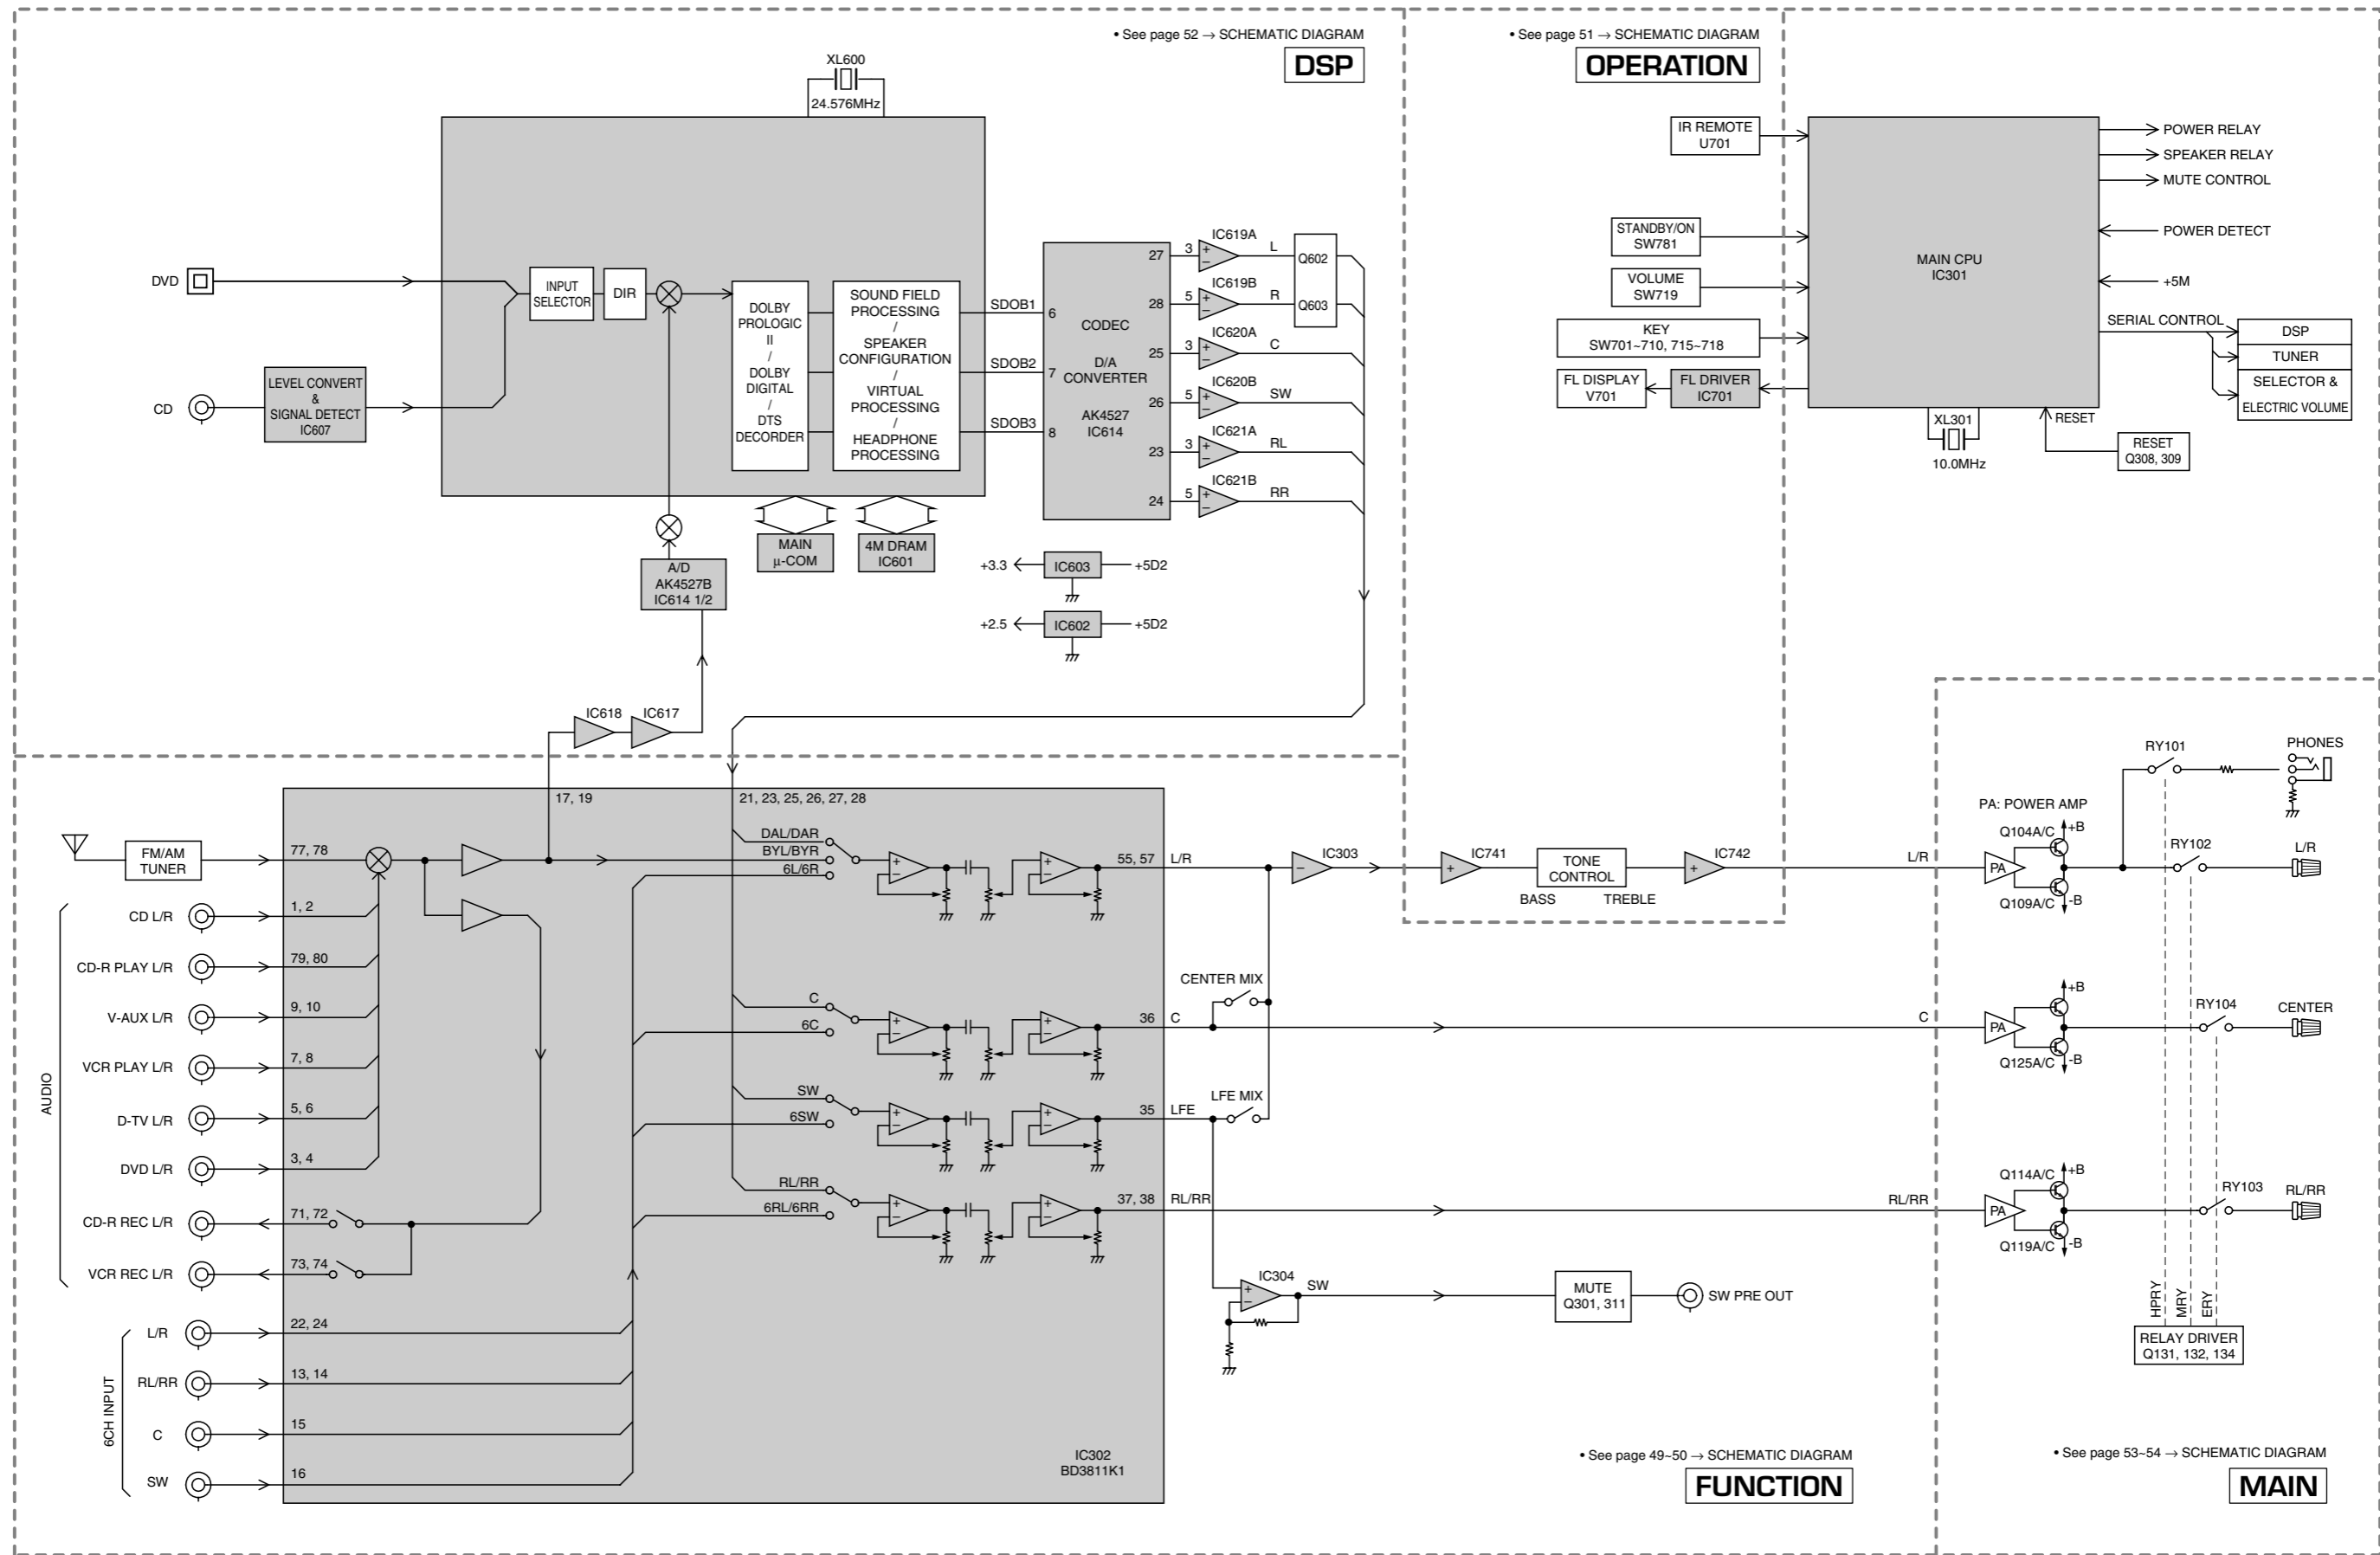 • See page 52 → SCHEMATIC DIAGRAM
DSP
• See page 51 → SCHEMATIC DIAGRAM
OPERATION
XL600
24.576MHz
DVD
CD
LEVEL CONVERT
&
SIGNAL DETECT
IC607
INPUT
SELECTOR
DIR
DOLBY
PROLOGIC
II
/
DOLBY
DIGITAL
/
DTS
DECORDER
SOUND FIELD
PROCESSING
/
SPEAKER
CONFIGURATION
/
VIRTUAL
PROCESSING
/
HEADPHONE
PROCESSING
SDOB1
SDOB2
SDOB3
6
7
8
CODEC
D/A
CONVERTER
AK4527
IC614
27
28
25
26
23
24
3
5
3
5
3
5
IC619A
IC619B
IC620A
IC620B
IC621A
IC621B
L
R
C
SW
RL
RR
Q602
Q603
MAIN
µ-COM
4M DRAM
IC601
A/D
AK4527B
IC614 1/2
+3.3
IC603
+5D2
+2.5
IC602
+5D2
IC618
IC617
IR REMOTE
U701
STANDBY/ON
SW781
VOLUME
SW719
KEY
SW701~710, 715~718
FL DISPLAY
V701
FL DRIVER
IC701
MAIN CPU
IC301
POWER RELAY
SPEAKER RELAY
MUTE CONTROL
POWER DETECT
+5M
SERIAL CONTROL
DSP
TUNER
SELECTOR &
ELECTRIC VOLUME
XL301
10.0MHz
RESET
RESET
Q308, 309
FM/AM
TUNER
AUDIO
CD L/R
CD-R PLAY L/R
V-AUX L/R
VCR PLAY L/R
D-TV L/R
DVD L/R
CD-R REC L/R
VCR REC L/R
6CH INPUT
L/R
RL/RR
C
SW
77, 78
1, 2
79, 80
9, 10
7, 8
5, 6
3, 4
71, 72
73, 74
22, 24
13, 14
15
16
17, 19
21, 23, 25, 26, 27, 28
DAL/DAR
BYL/BYR
6L/6R
C
6C
SW
6SW
RL/RR
6RL/6RR
55, 57
36
35
37, 38
IC302
BD3811K1
L/R
C
LFE
RL/RR
CENTER MIX
LFE MIX
IC303
IC304
SW
MUTE
Q301, 311
SW PRE OUT
IC741
TONE
CONTROL
BASS
TREBLE
IC742
L/R
C
RL/RR
PA: POWER AMP
Q104A/C
+B
PA
Q109A/C
-B
+B
PA
Q125A/C
-B
Q114A/C
+B
PA
Q119A/C
-B
RY101
RY102
RY104
RY103
PHONES
L/R
CENTER
RL/RR
HPRY
MRY
ERY
RELAY DRIVER
Q131, 132, 134
• See page 49~50 → SCHEMATIC DIAGRAM
FUNCTION
• See page 53~54 → SCHEMATIC DIAGRAM
MAIN